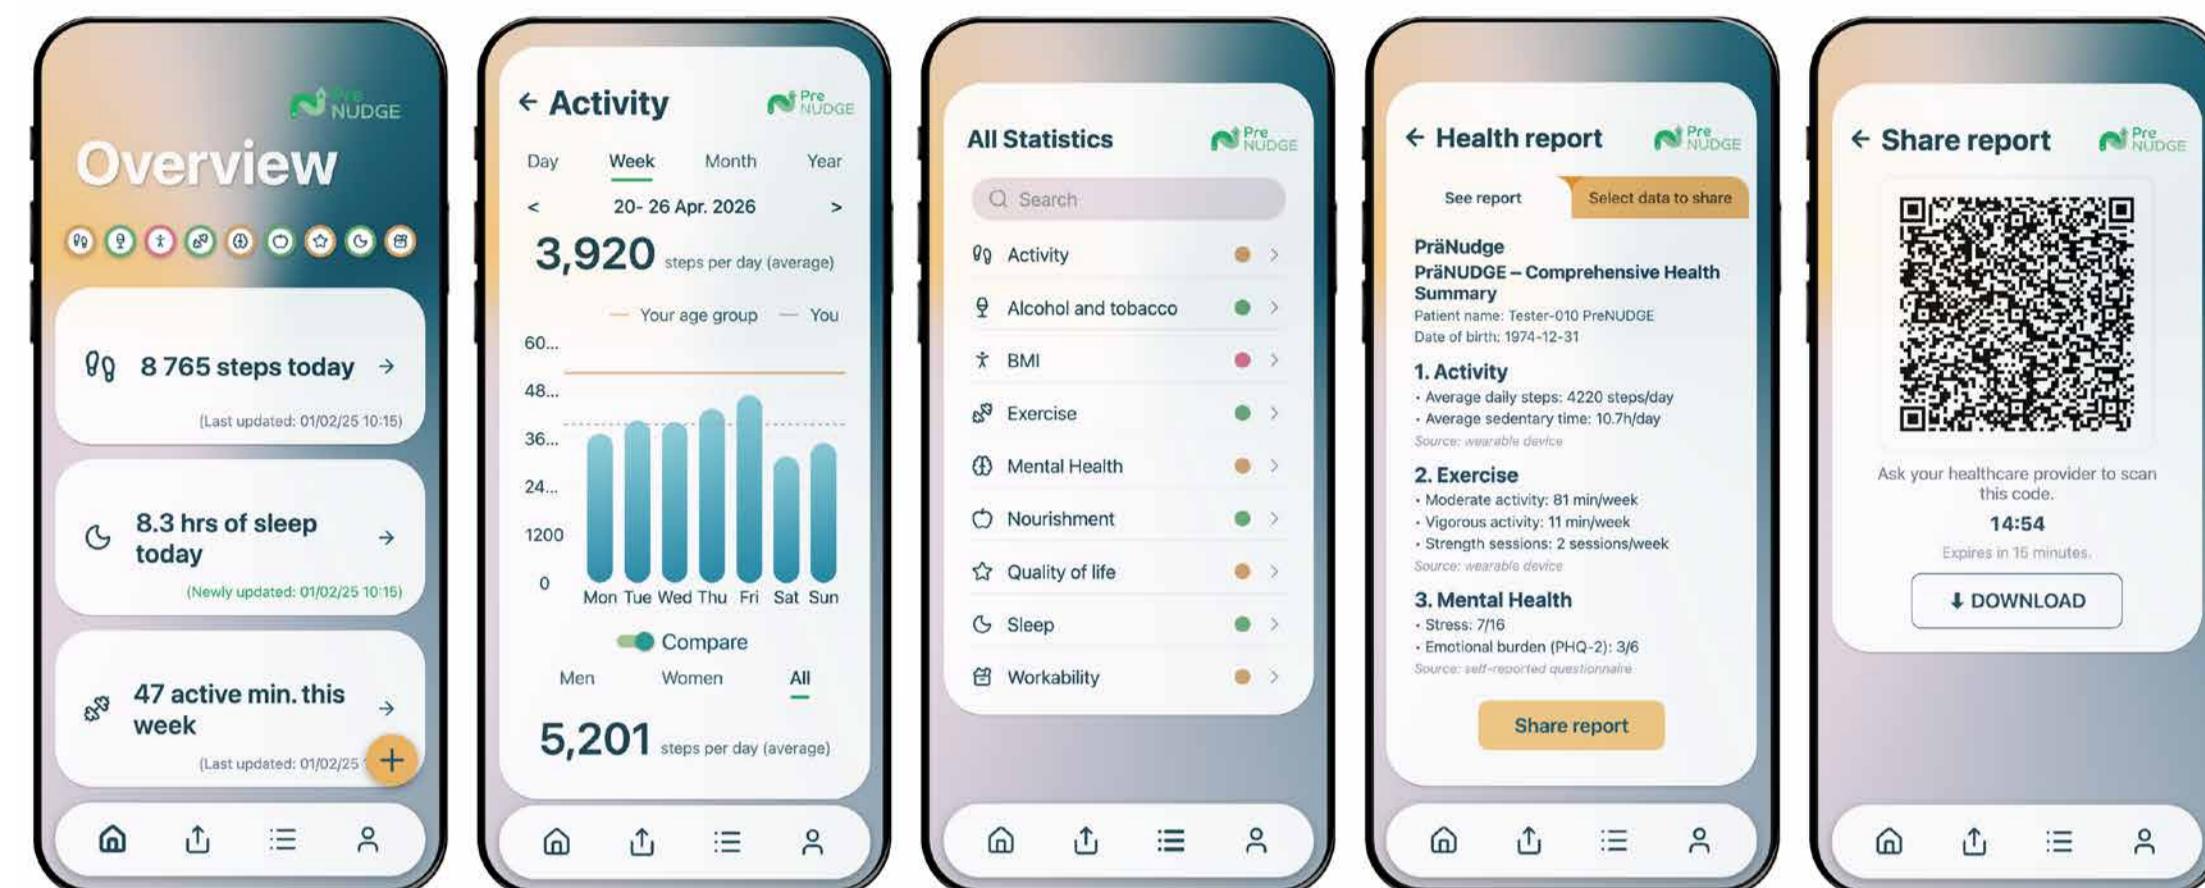 Pre
NUDGE
Overview
8 765 steps today
(Last updated: 01/02/25 10:15)
8.3 hrs of sleep
today
(Newly updated: 01/02/25 10:15)
47 active min. this
week
(Last updated: 01/02/25
Activity
Pre
NUDGE
Day Week Month Year
< 20- 26 Apr. 2026 >
3,920 steps per day (average)
Your age group You
60...
48...
36...
24...
1200
0
Mon Tue Wed Thu Fri Sat Sun
Compare
Men Women All
5,201 steps per day (average)
All Statistics
Pre
NUDGE
Search
Activity
Alcohol and tobacco
BMI
Exercise
Mental Health
Nourishment
Quality of life
Sleep
Workability
Health report
Pre
NUDGE
See report Select data to share
PräNudge
PräNUDGE – Comprehensive Health
Summary
Patient name: Tester-010 PreNUDGE
Date of birth: 1974-12-31
1. Activity
• Average daily steps: 4220 steps/day
• Average sedentary time: 10.7h/day
Source: wearable device
2. Exercise
• Moderate activity: 81 min/week
• Vigorous activity: 11 min/week
• Strength sessions: 2 sessions/week
Source: wearable device
3. Mental Health
• Stress: 7/16
• Emotional burden (PHQ-2): 3/6
Source: self-reported questionnaire
Share report
Share report
Pre
NUDGE
Ask your healthcare provider to scan
this code.
14:54
Expires in 15 minutes.
DOWNLOAD